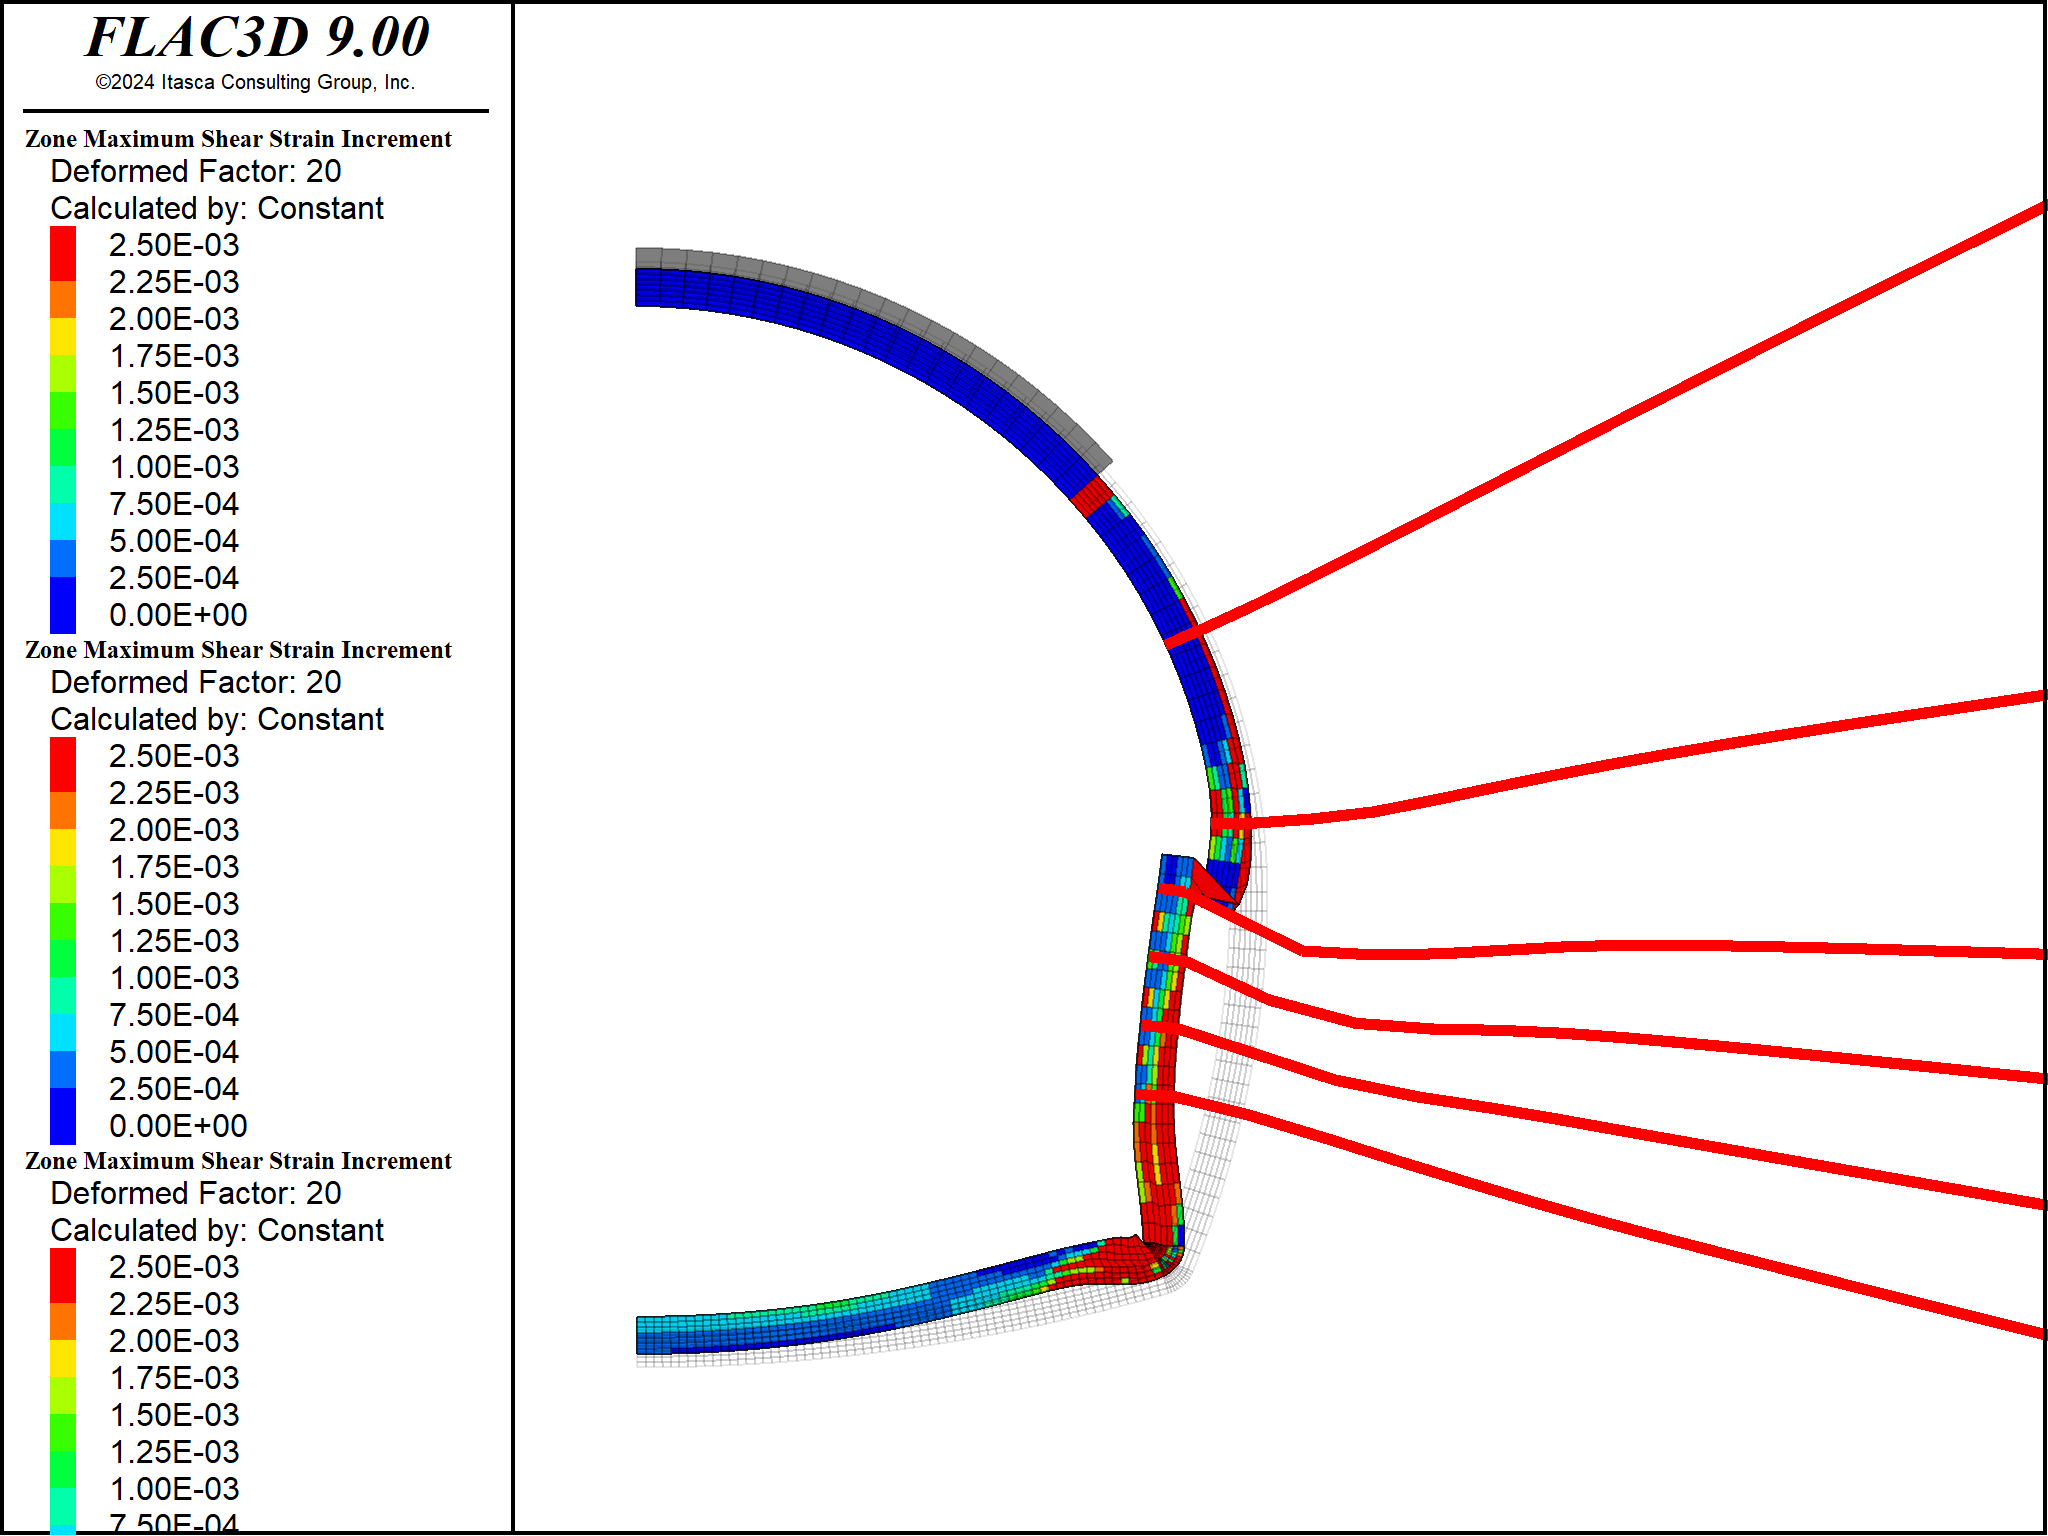 FLAC3D 9.00
©2024 Itasca Consulting Group, Inc.
Zone Maximum Shear Strain Increment
Deformed Factor: 20
Calculated by: Constant
2.50E-03
2.25E-03
2.00E-03
1.75E-03
1.50E-03
1.25E-03
1.00E-03
7.50E-04
5.00E-04
2.50E-04
0.00E+00
Zone Maximum Shear Strain Increment
Deformed Factor: 20
Calculated by: Constant
2.50E-03
2.25E-03
2.00E-03
1.75E-03
1.50E-03
1.25E-03
1.00E-03
7.50E-04
5.00E-04
2.50E-04
0.00E+00
Zone Maximum Shear Strain Increment
Deformed Factor: 20
Calculated by: Constant
2.50E-03
2.25E-03
2.00E-03
1.75E-03
1.50E-03
1.25E-03
1.00E-03
7.50E-04